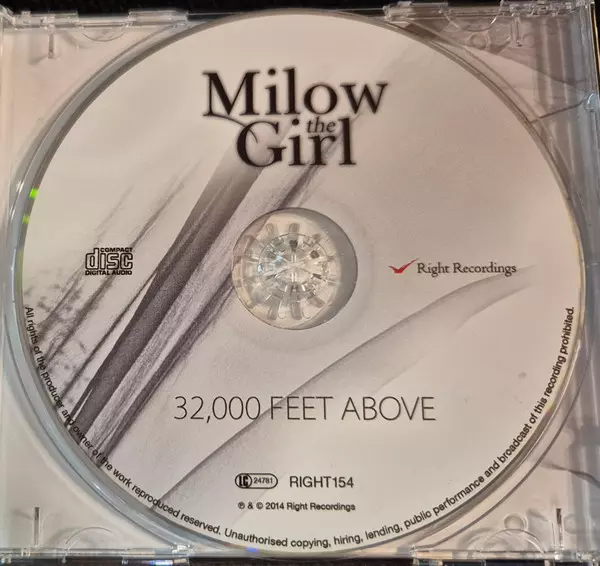 Milow
the
Girl
COMPACT
disc
DIGITAL AUDIO
Right Recordings
32,000 FEET ABOVE
LC 24781
RIGHT154
℗ & © 2014 Right Recordings
All rights of the producer and owner of the work reproduced reserved. Unauthorised copying, hiring, lending, public performance and broadcast of this recording prohibited.